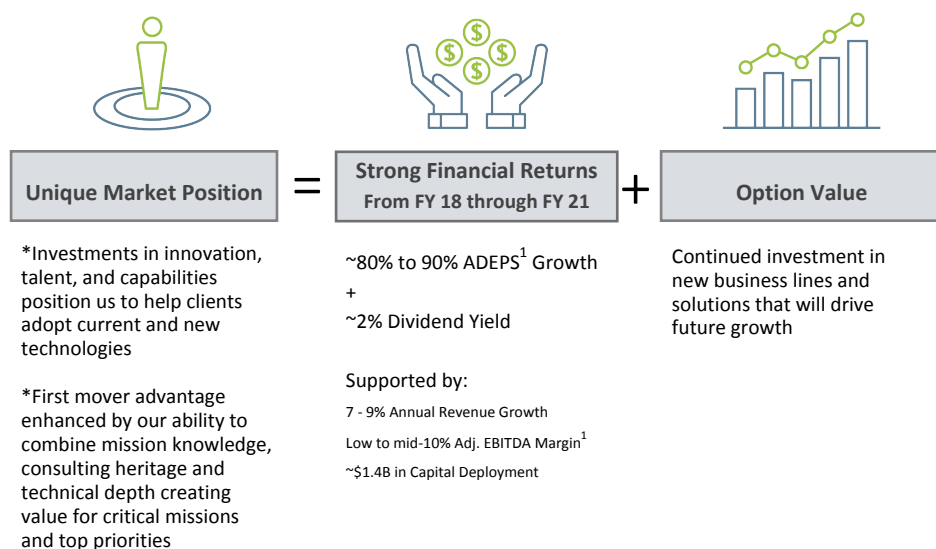 $
$ $
$
Unique Market Position
=
Strong Financial Returns
From FY 18 through FY 21
+
Option Value
*Investments in innovation,
talent, and capabilities
position us to help clients
adopt current and new
technologies
*First mover advantage
enhanced by our ability to
combine mission knowledge,
consulting heritage and
technical depth creating
value for critical missions
and top priorities
~80% to 90% ADEPS¹ Growth
+
~2% Dividend Yield
Supported by:
7 - 9% Annual Revenue Growth
Low to mid-10% Adj. EBITDA Margin¹
~$1.4B in Capital Deployment
Continued investment in
new business lines and
solutions that will drive
future growth